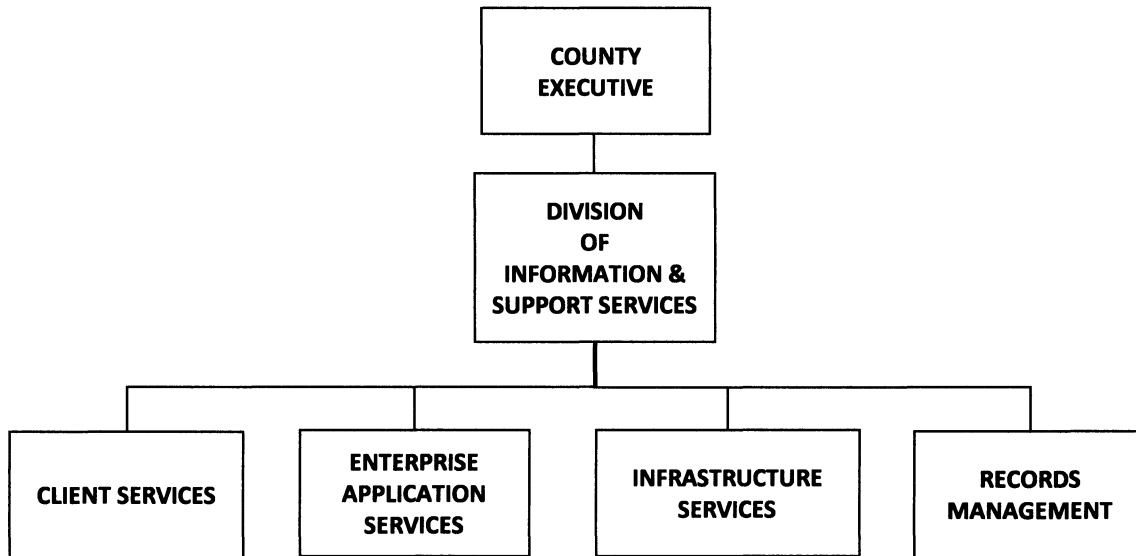 COUNTY
EXECUTIVE
DIVISION
OF
INFORMATION &
SUPPORT SERVICES
CLIENT SERVICES
ENTERPRISE
APPLICATION
SERVICES
INFRASTRUCTURE
SERVICES
RECORDS
MANAGEMENT